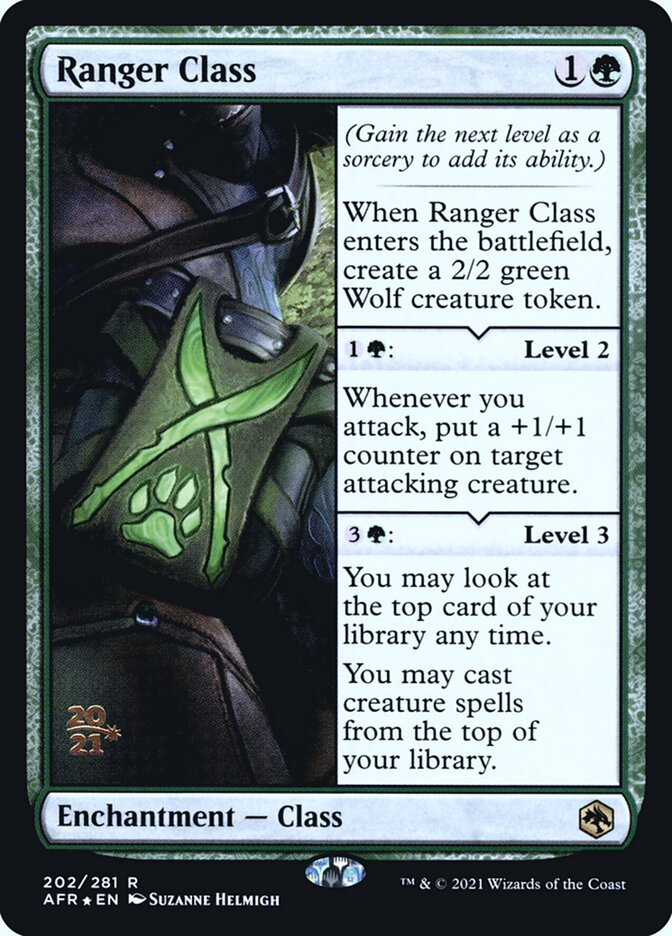 Ranger Class
1
(Gain the next level as a
sorcery to add its ability.)
When Ranger Class
enters the battlefield,
create a 2/2 green
Wolf creature token.
1 : Level 2
Whenever you
attack, put a +1/+1
counter on target
attacking creature.
3 : Level 3
You may look at
the top card of your
library any time.
You may cast
creature spells
from the top of
your library.
20
21
Enchantment — Class
202/281 R
AFR ★ EN Suzanne Helmigh
™ & © 2021 Wizards of the Coast